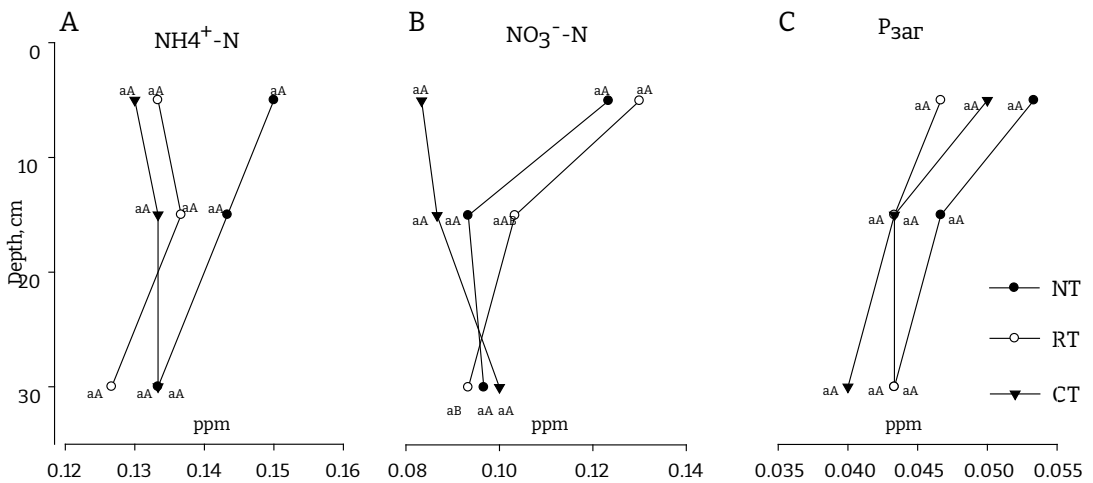 A
NH4⁺-N
B
NO₃⁻-N
C
Pзаг
0
10
20
30
Depth, cm
aA aA aA
aA aA aA
aA aA aA
ppm
0.12 0.13 0.14 0.15 0.16
aA aA aA
aA aA aAB
aB aA aA
ppm
0.08 0.10 0.12 0.14
aA aA aA
aA aA aA
aA aA aA
ppm
0.035 0.040 0.045 0.050 0.055
NT
RT
CT